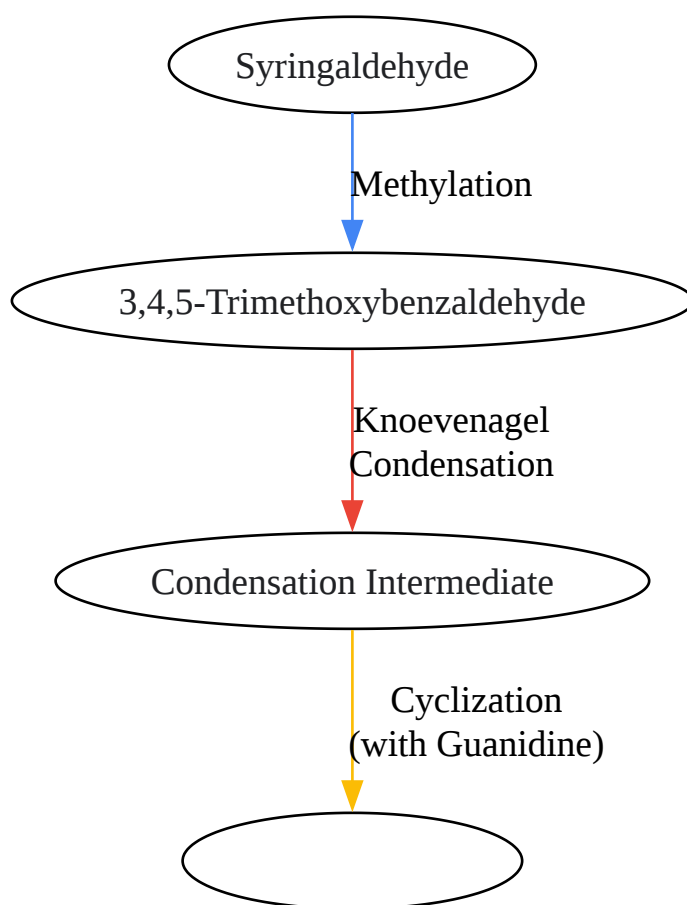 Syringaldehyde
Methylation
3,4,5-Trimethoxybenzaldehyde
Knoevenagel
Condensation
Condensation Intermediate
Cyclization
(with Guanidine)